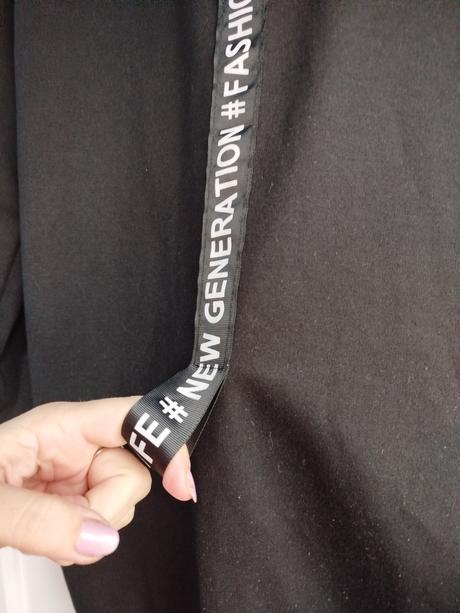 FE # NEW GENERATION # FASHIO